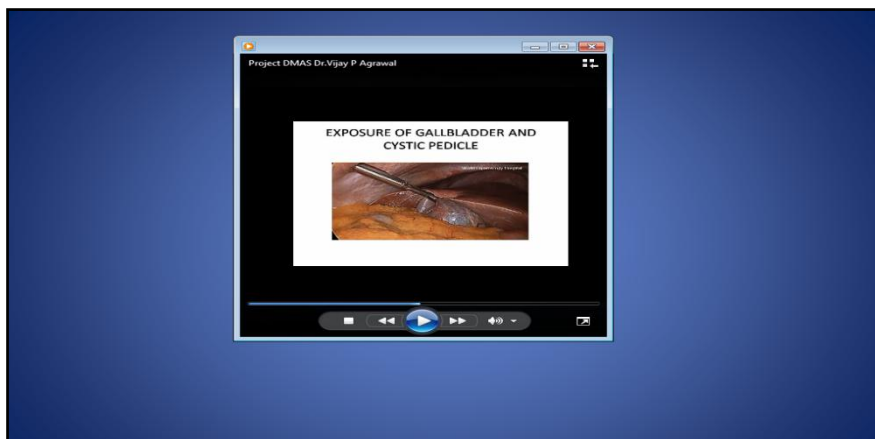 Project DMAS Dr.Vijay P Agrawal
EXPOSURE OF GALLBLADDER AND
CYSTIC PEDICLE